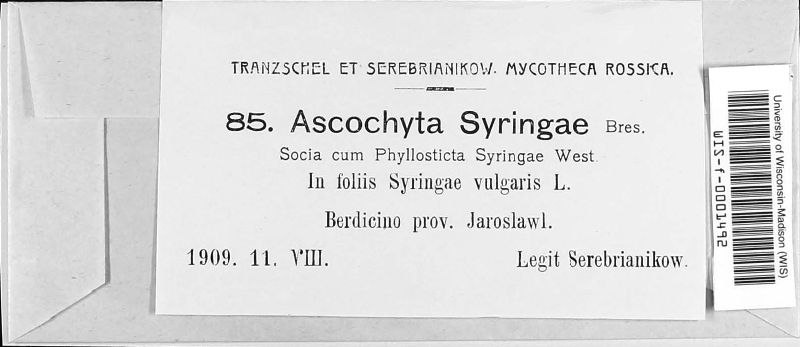 TRANZSCHEL ET SEREBRIANIKOW. MYCOTHECA ROSSICA.
85. Ascochyta Syringae Bres.
Socia cum Phyllosticta Syringae West.
In foliis Syringae vulgaris L.
Berdicino prov. Jaroslawl.
1909. 11. VIII. Legit Serebrianikow.
University of Wisconsin-Madison (WIS)
WIS-f-0001492